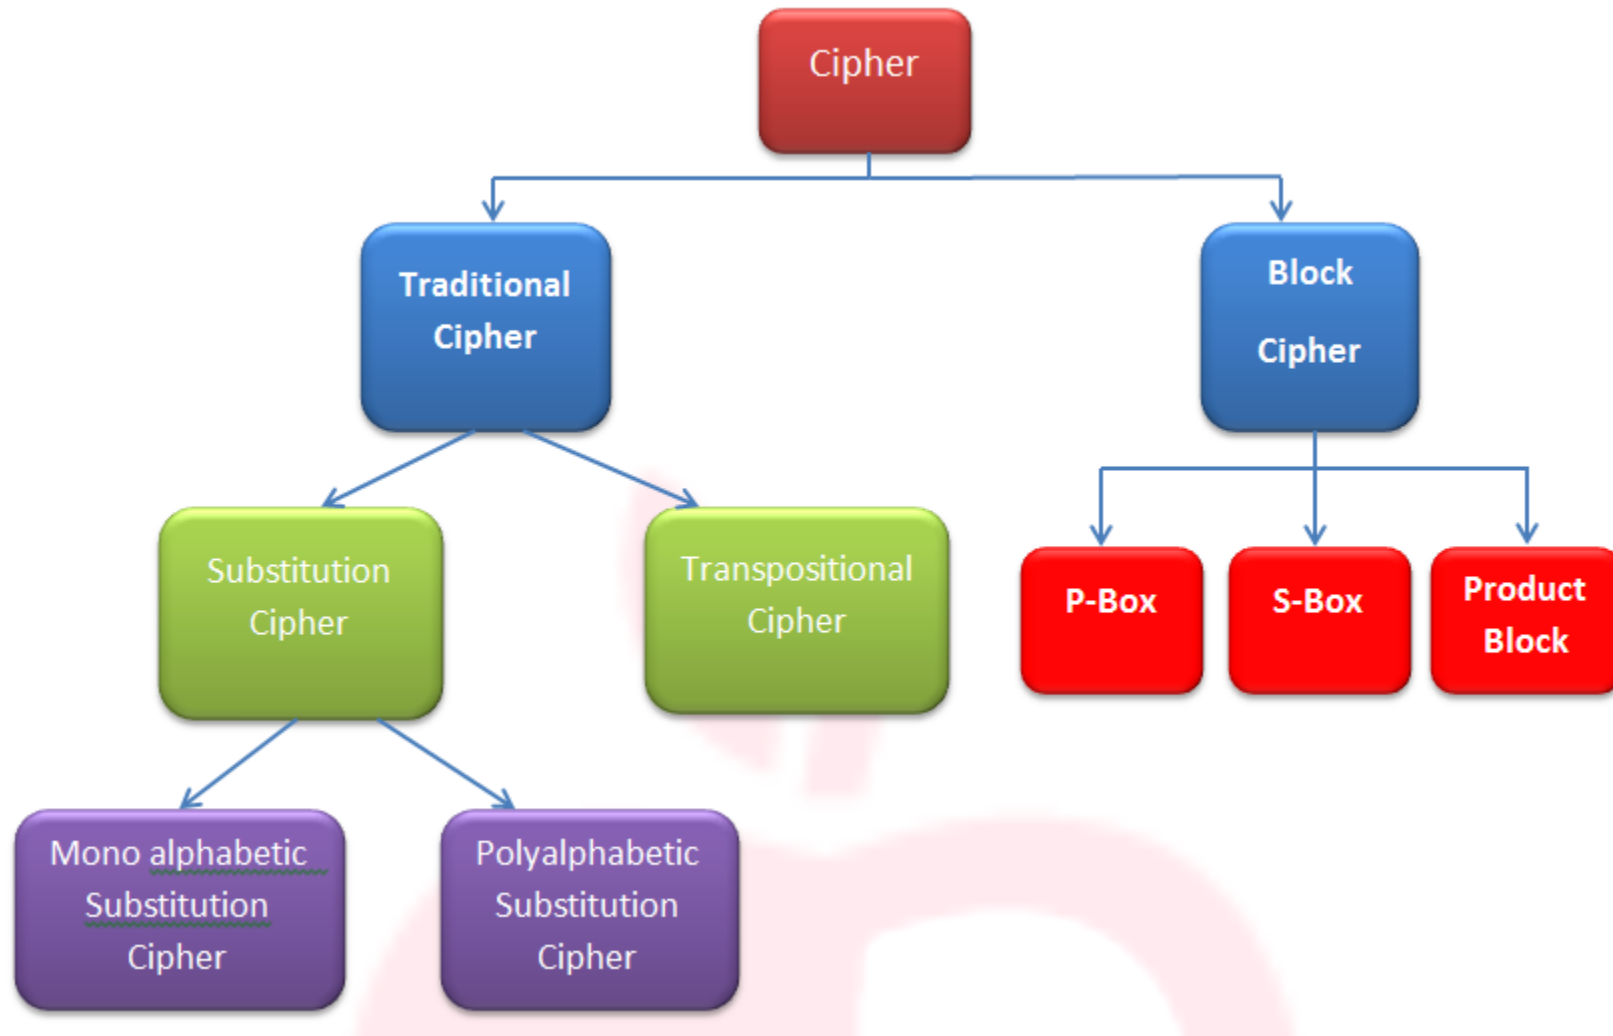 Cipher
Traditional
Cipher
Block
Cipher
Substitution
Cipher
Transpositional
Cipher
P-Box
S-Box
Product
Block
Mono alphabetic
Substitution
Cipher
Polyalphabetic
Substitution
Cipher